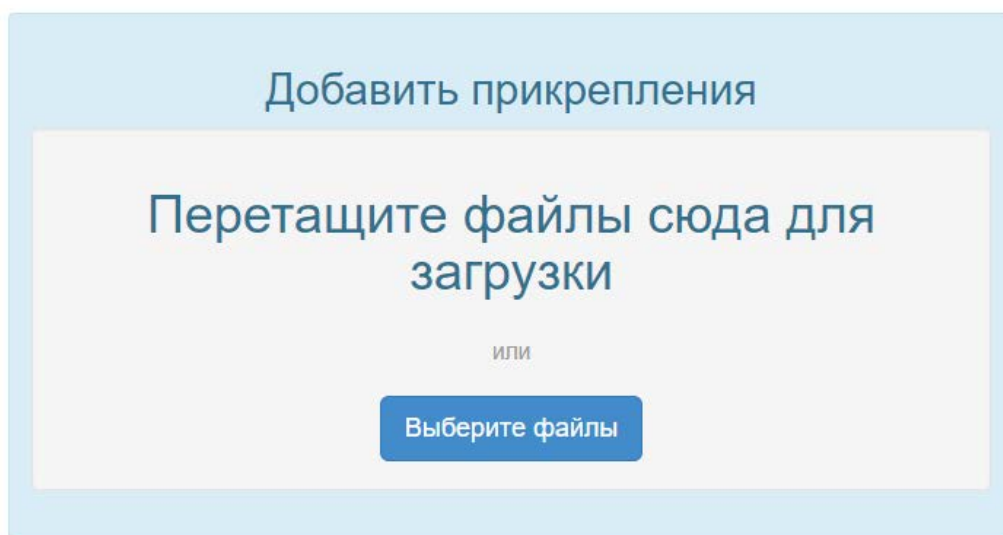 Добавить прикрепления
Перетащите файлы сюда для
загрузки
или
Выберите файлы